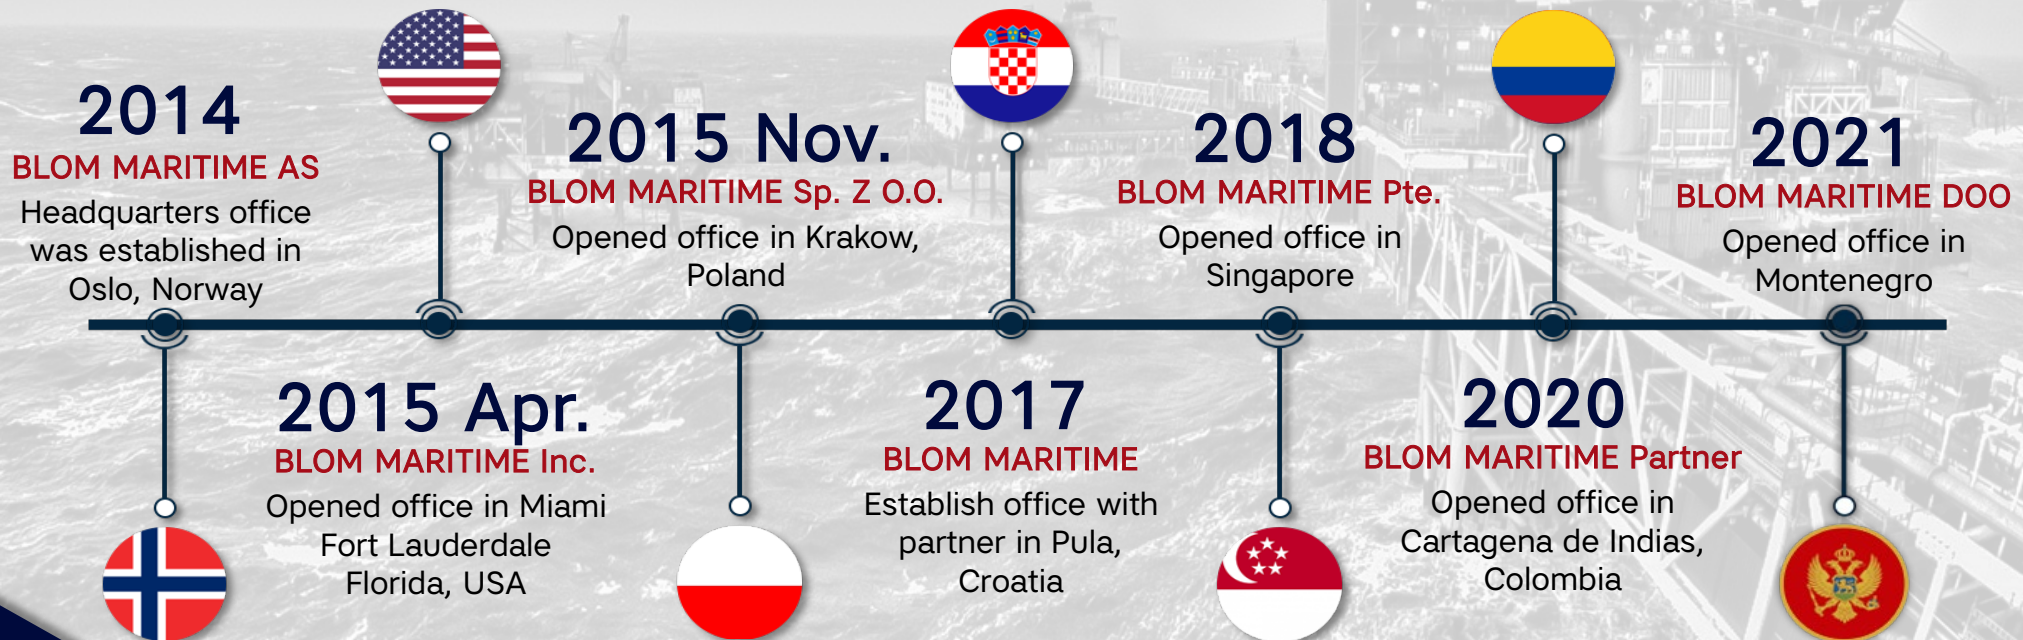 2014
BLOM MARITIME AS
Headquarters office
was established in
Oslo, Norway
2015 Apr.
BLOM MARITIME Inc.
Opened office in Miami
Fort Lauderdale
Florida, USA
2015 Nov.
BLOM MARITIME Sp. Z O.O.
Opened office in Krakow,
Poland
2017
BLOM MARITIME
Establish office with
partner in Pula,
Croatia
2018
BLOM MARITIME Pte.
Opened office in
Singapore
2020
BLOM MARITIME Partner
Opened office in
Cartagena de Indias,
Colombia
2021
BLOM MARITIME DOO
Opened office in
Montenegro